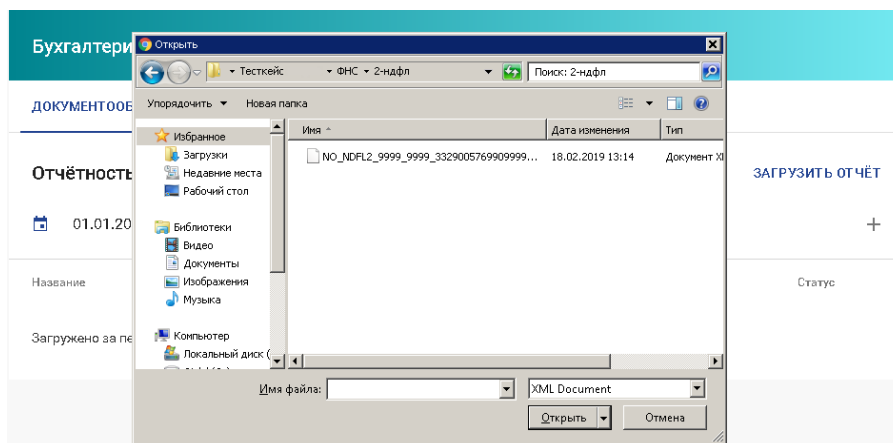 Бухгалтери
Открыть
Тесткейс ФНС 2-ндфл
Поиск: 2-ндфл
Упорядочить Новая папка
ДОКУМЕНТООБ
Избранное
Загрузки
Недавние места
Рабочий стол
Библиотеки
Видео
Документы
Изображения
Музыка
Компьютер
Локальный диск (
Имя Дата изменения Тип
NO_NDFL2_9999_9999_3329005769909999... 18.02.2019 13:14 Документ XI
Отчётность
ЗАГРУЗИТЬ ОТЧЁТ
01.01.20
Название
Статус
Загружено за пе
Имя файла:
XML Document
Открыть Отмена